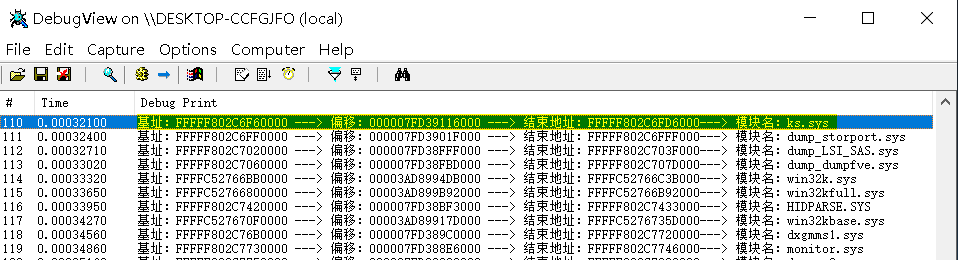 DebugView on \\DESKTOP-CCFGJFO (local)
File Edit Capture Options Computer Help
# Time Debug Print
110 0.00032100 基址: FFFFF802C6F60000 ---> 偏移: 000007FD39116000 ---> 结束地址: FFFFF802C6FD6000---> 模块名: ks.sys
111 0.00032400 基址: FFFFF802C6FF0000 ---> 偏移: 000007FD3901F000 ---> 结束地址: FFFFF802C6FFF000---> 模块名: dump_storport.sys
112 0.00032710 基址: FFFFF802C7020000 ---> 偏移: 000007FD38FFF000 ---> 结束地址: FFFFF802C703F000---> 模块名: dump_LSI_SAS.sys
113 0.00033020 基址: FFFFF802C7060000 ---> 偏移: 000007FD38FBD000 ---> 结束地址: FFFFF802C707D000---> 模块名: dump_dumpfve.sys
114 0.00033320 基址: FFFFC52766BB0000 ---> 偏移: 00003AD8994DB000 ---> 结束地址: FFFFC52766C3B000---> 模块名: win32k.sys
115 0.00033650 基址: FFFFC52766800000 ---> 偏移: 00003AD899B92000 ---> 结束地址: FFFFC52766B92000---> 模块名: win32kfull.sys
116 0.00033950 基址: FFFFF802C7420000 ---> 偏移: 000007FD38BF3000 ---> 结束地址: FFFFF802C7433000---> 模块名: HIDPARSE.SYS
117 0.00034270 基址: FFFFC527670F0000 ---> 偏移: 00003AD89917D000 ---> 结束地址: FFFFC5276735D000---> 模块名: win32kbase.sys
118 0.00034560 基址: FFFFF802C76B0000 ---> 偏移: 000007FD389C0000 ---> 结束地址: FFFFF802C7720000---> 模块名: dxgmms1.sys
119 0.00034860 基址: FFFFF802C7730000 ---> 偏移: 000007FD388E6000 ---> 结束地址: FFFFF802C7746000---> 模块名: monitor.sys